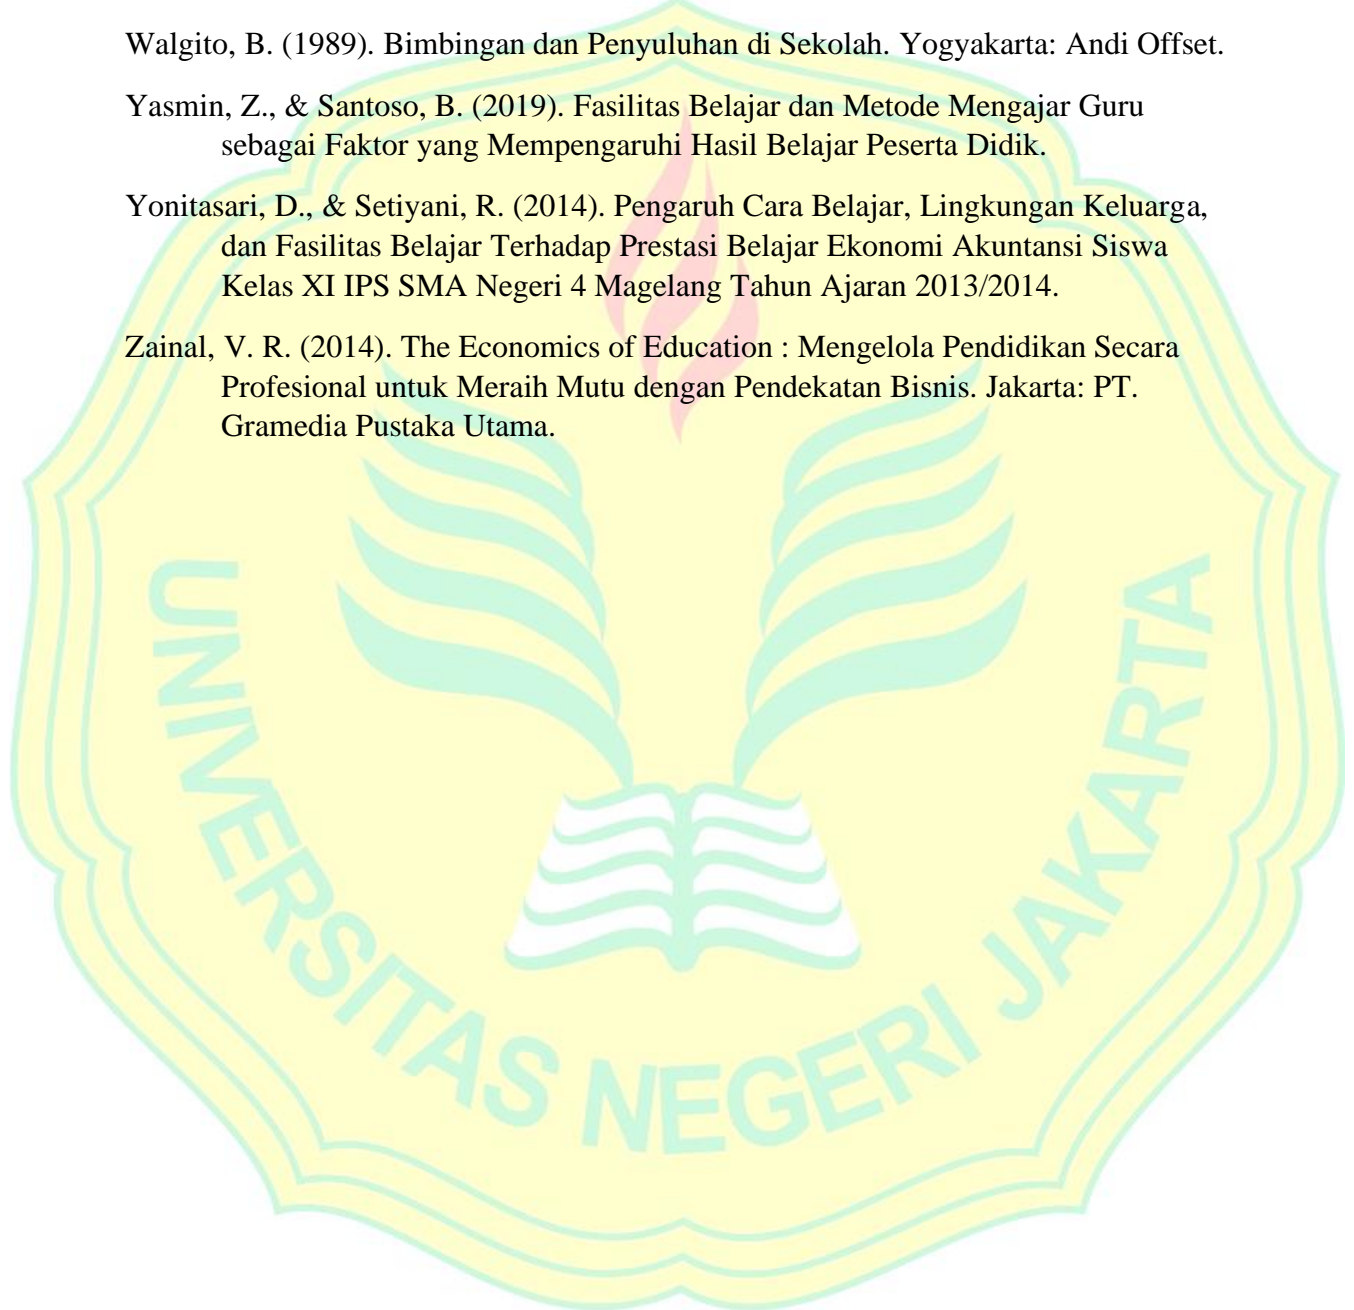 Walgito, B. (1989). Bimbingan dan Penyuluhan di Sekolah. Yogyakarta: Andi Offset.
Yasmin, Z., & Santoso, B. (2019). Fasilitas Belajar dan Metode Mengajar Guru
sebagai Faktor yang Mempengaruhi Hasil Belajar Peserta Didik.
Yonitasari, D., & Setiyani, R. (2014). Pengaruh Cara Belajar, Lingkungan Keluarga,
dan Fasilitas Belajar Terhadap Prestasi Belajar Ekonomi Akuntansi Siswa
Kelas XI IPS SMA Negeri 4 Magelang Tahun Ajaran 2013/2014.
Zainal, V. R. (2014). The Economics of Education : Mengelola Pendidikan Secara
Profesional untuk Meraih Mutu dengan Pendekatan Bisnis. Jakarta: PT.
Gramedia Pustaka Utama.
UNIVERSITAS NEGERI JAKARTA